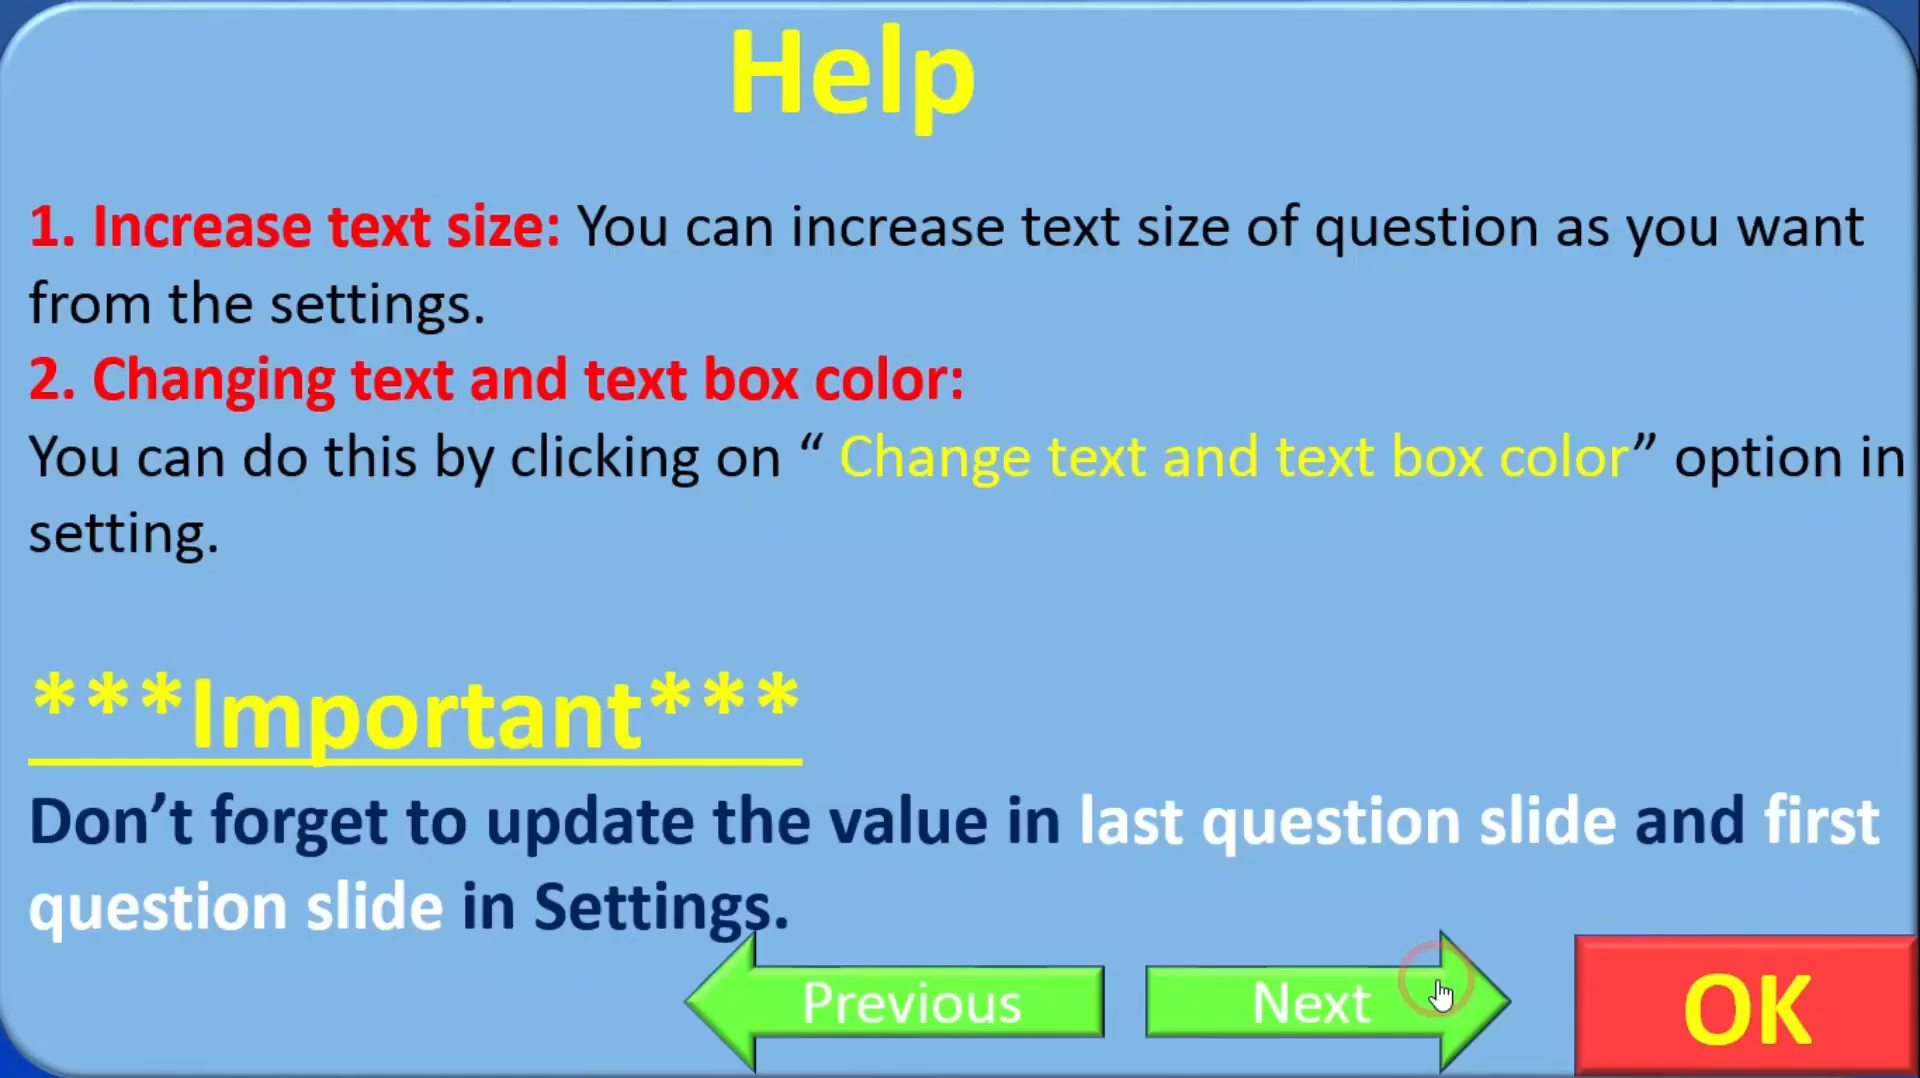 Help
1. Increase text size: You can increase text size of question as you want
from the settings.
2. Changing text and text box color:
You can do this by clicking on “ Change text and text box color” option in
setting.
***Important***
Don’t forget to update the value in last question slide and first
question slide in Settings.
Previous
Next
OK